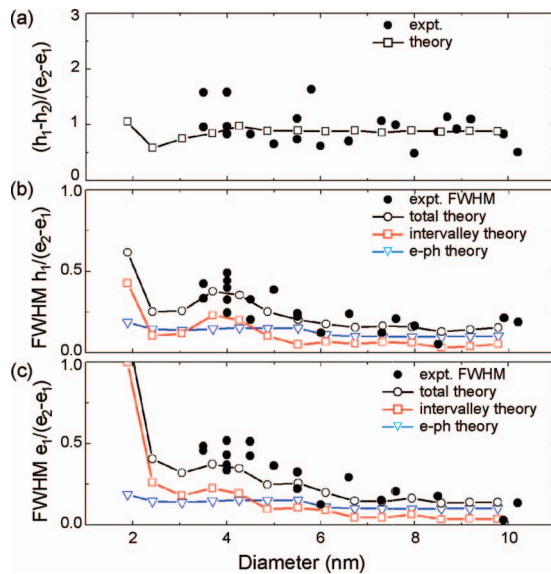 (a)
expt.
theory
(h1-h2)/(e2-e1)
3
2
1
0
(b)
expt. FWHM
total theory
intervalley theory
e-ph theory
FWHM h1/(e2-e1)
1.0
0.5
0.0
(c)
expt. FWHM
total theory
intervalley theory
e-ph theory
FWHM e1/(e2-e1)
1.0
0.5
0.0
2 4 6 8 10
Diameter (nm)